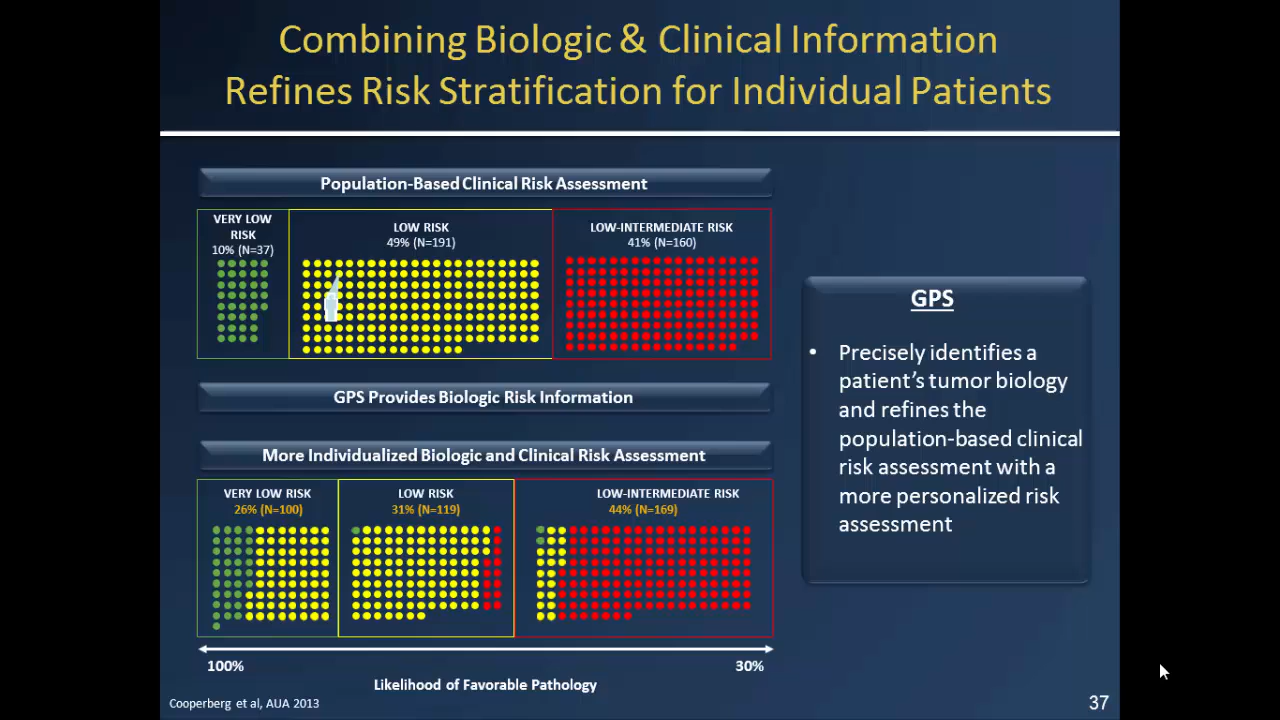 Combining Biologic & Clinical Information
Refines Risk Stratification for Individual Patients
Population-Based Clinical Risk Assessment
VERY LOW
RISK
10% (N=37)
LOW RISK
49% (N=191)
LOW-INTERMEDIATE RISK
41% (N=160)
GPS Provides Biologic Risk Information
More Individualized Biologic and Clinical Risk Assessment
VERY LOW RISK
26% (N=100)
LOW RISK
31% (N=119)
LOW-INTERMEDIATE RISK
44% (N=169)
100%
30%
Likelihood of Favorable Pathology
GPS
• Precisely identifies a
patient’s tumor biology
and refines the
population-based clinical
risk assessment with a
more personalized risk
assessment
Cooperberg et al, AUA 2013
37